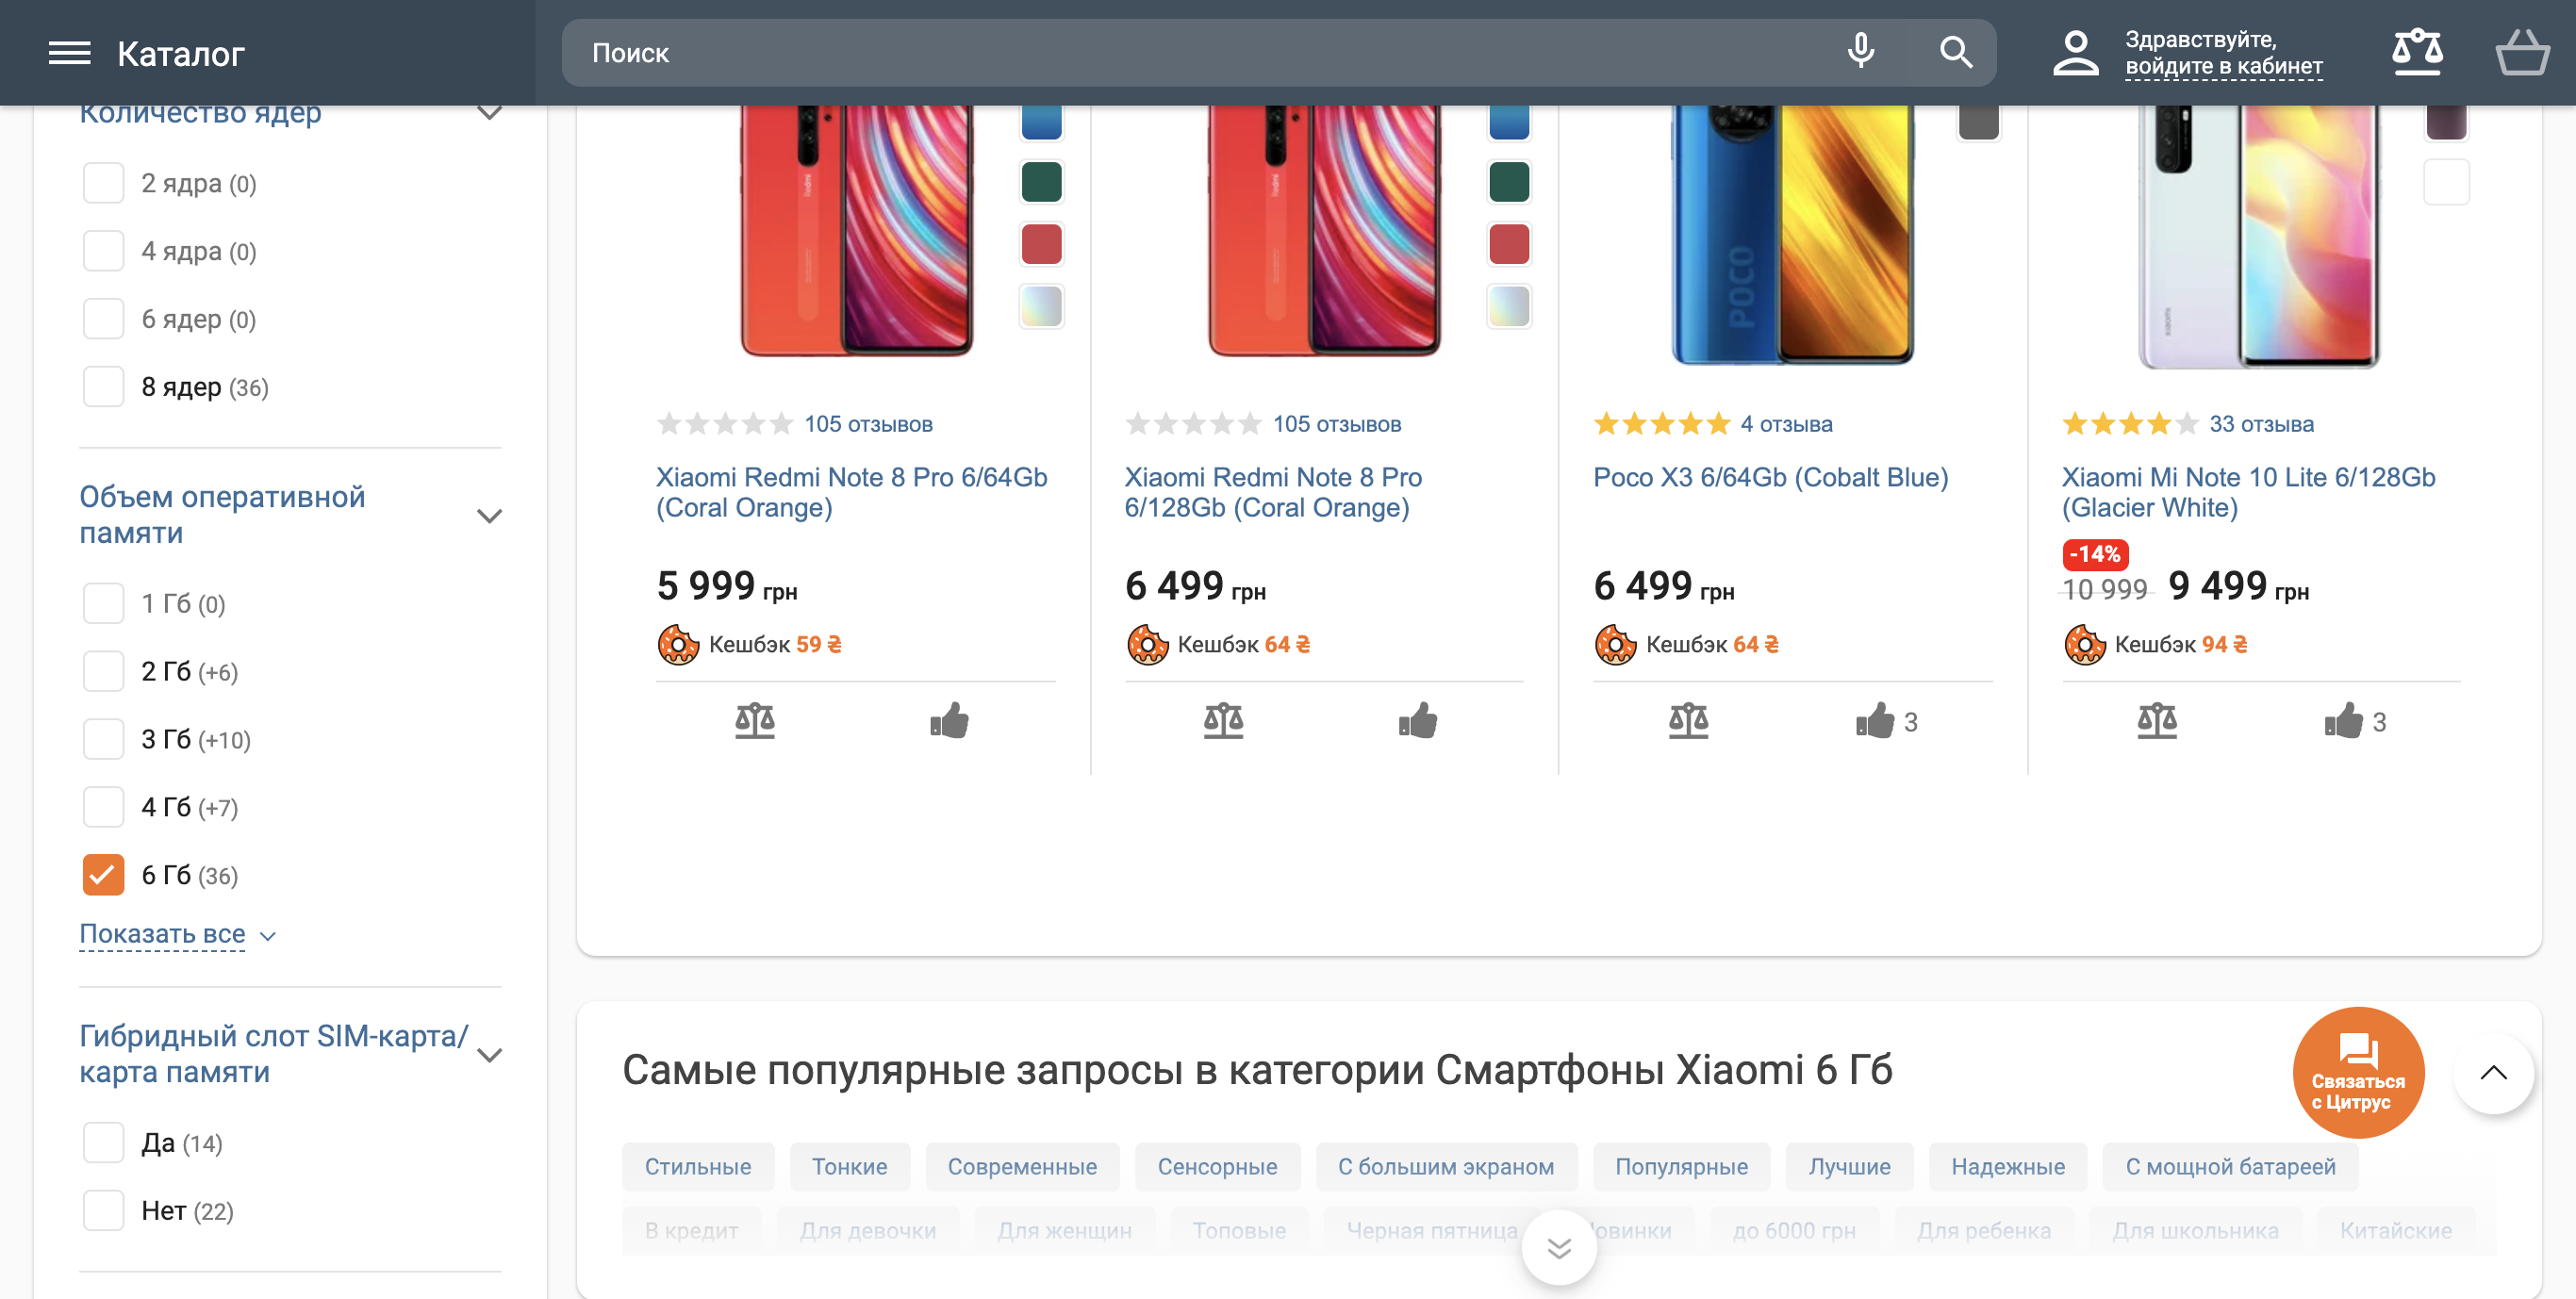 Каталог
Поиск
Здравствуйте,
войдите в кабинет
Количество ядер
2 ядра (0)
4 ядра (0)
6 ядер (0)
8 ядер (36)
Объем оперативной
памяти
1 Гб (0)
2 Гб (+6)
3 Гб (+10)
4 Гб (+7)
6 Гб (36)
Показать все
Гибридный слот SIM-карта/
карта памяти
Да (14)
Нет (22)
Redmi
Redmi
POCO
xiaomi
105 отзывов
Xiaomi Redmi Note 8 Pro 6/64Gb
(Coral Orange)
5 999 грн
Кешбэк 59 ₴
105 отзывов
Xiaomi Redmi Note 8 Pro
6/128Gb (Coral Orange)
6 499 грн
Кешбэк 64 ₴
4 отзыва
Poco X3 6/64Gb (Cobalt Blue)
6 499 грн
Кешбэк 64 ₴
3
33 отзыва
Xiaomi Mi Note 10 Lite 6/128Gb
(Glacier White)
-14%
10 999 9 499 грн
Кешбэк 94 ₴
3
Самые популярные запросы в категории Смартфоны Xiaomi 6 Гб
Связаться
с Цитрус
Стильные Тонкие Современные Сенсорные С большим экраном Популярные Лучшие Надежные С мощной батареей
В кредит Для девочки Для женщин Топовые Черная пятница овинки до 6000 грн Для ребенка Для школьника Китайские